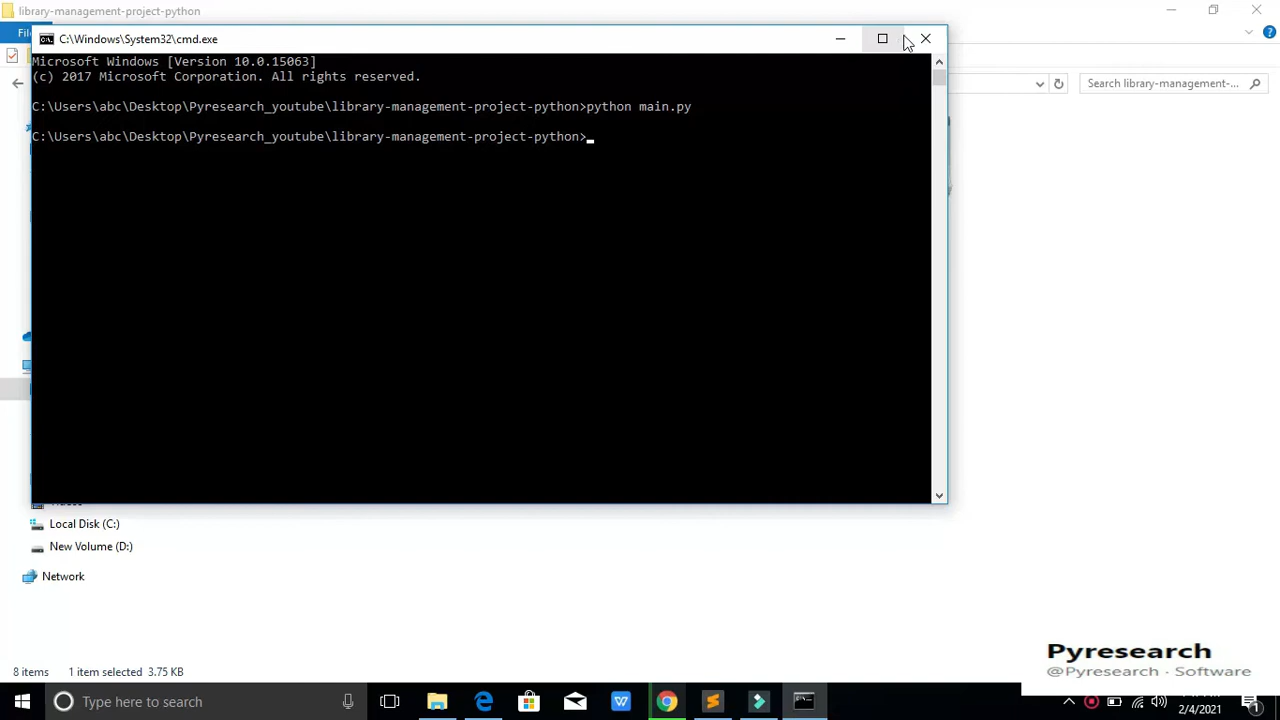 library-management-project-python
Fil
C:\Windows\System32\cmd.exe
Microsoft Windows [Version 10.0.15063]
(c) 2017 Microsoft Corporation. All rights reserved.
C:\Users\abc\Desktop\Pyresearch_youtube\library-management-project-python>python main.py
C:\Users\abc\Desktop\Pyresearch_youtube\library-management-project-python>
Search library-management-...
Local Disk (C:)
New Volume (D:)
Network
8 items 1 item selected 3.75 KB
Pyresearch
@Pyresearch · Software
Type here to search
2/4/2021